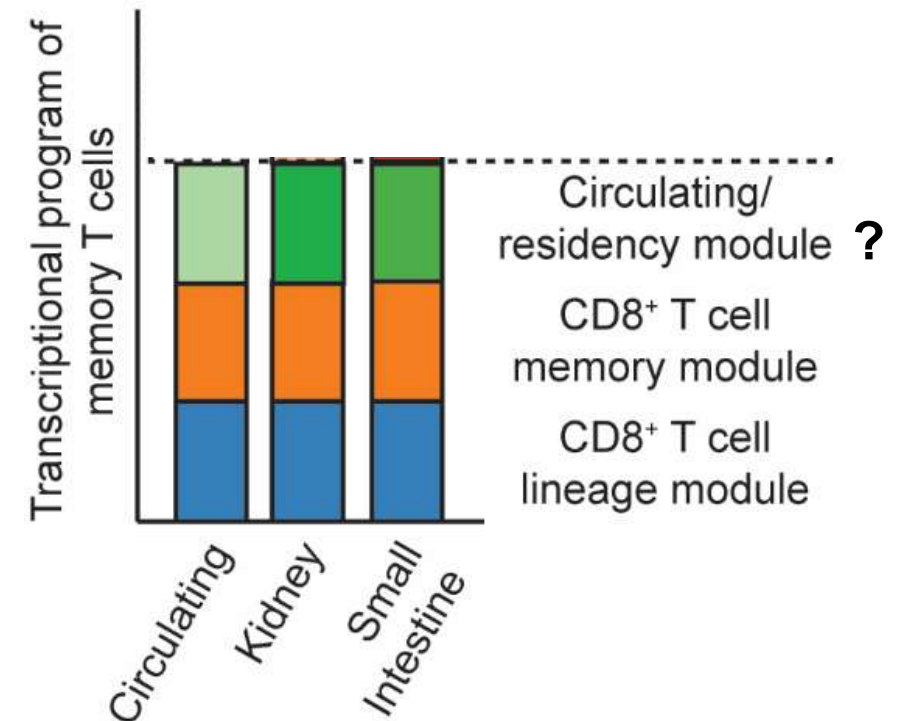 Transcriptional program of
memory T cells
Circulating/
residency module ?
CD8⁺ T cell
memory module
CD8⁺ T cell
lineage module
Circulating
Kidney
Small
Intestine